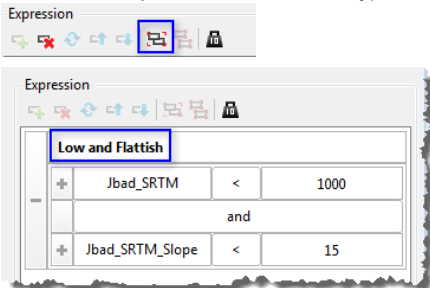 Expression
Expression
Low and Flattish
Jbad_SRTM < 1000
and
Jbad_SRTM_Slope < 15